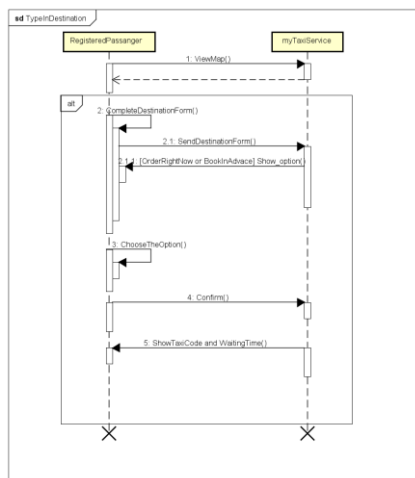 sd TypeInDestination
RegisteredPassanger
myTaxiService
1: ViewMap()
alt
2: CompleteDestinationForm()
2.1: SendDestinationForm()
2.1.1: [OrderRightNow or BookInAdvace] Show_option()
3: ChooseTheOption()
4: Confirm()
5: ShowTaxiCode and WaitingTime()